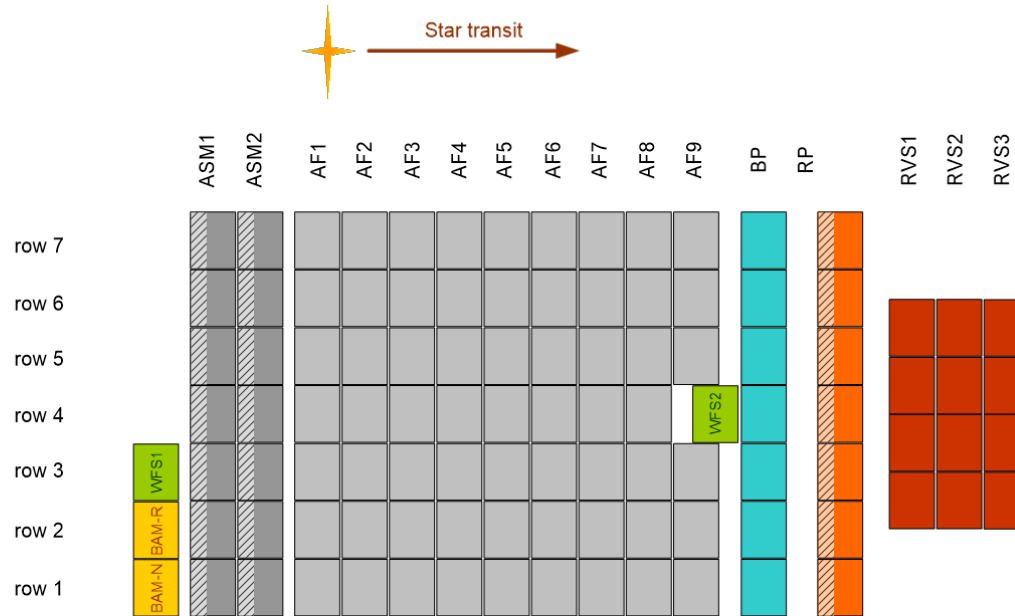 Star transit
ASM1
ASM2
AF1
AF2
AF3
AF4
AF5
AF6
AF7
AF8
AF9
BP
RP
RVS1
RVS2
RVS3
row 7
row 6
row 5
row 4
WFS2
row 3
WFS1
row 2
BAM-R
row 1
BAM-N